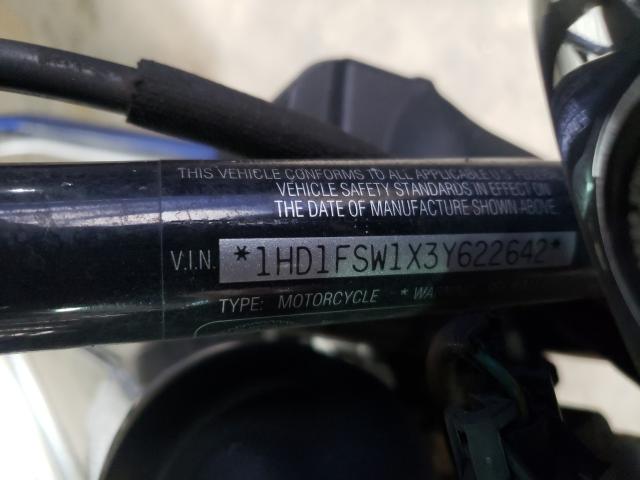 THIS VEHICLE CONFORMS TO ALL APPLICABLE U.S.
VEHICLE SAFETY STANDARDS IN EFFECT ON
THE DATE OF MANUFACTURE SHOWN ABOVE
V.I.N. *1HD1FSW1X3Y622642*
TYPE: MOTORCYCLE *